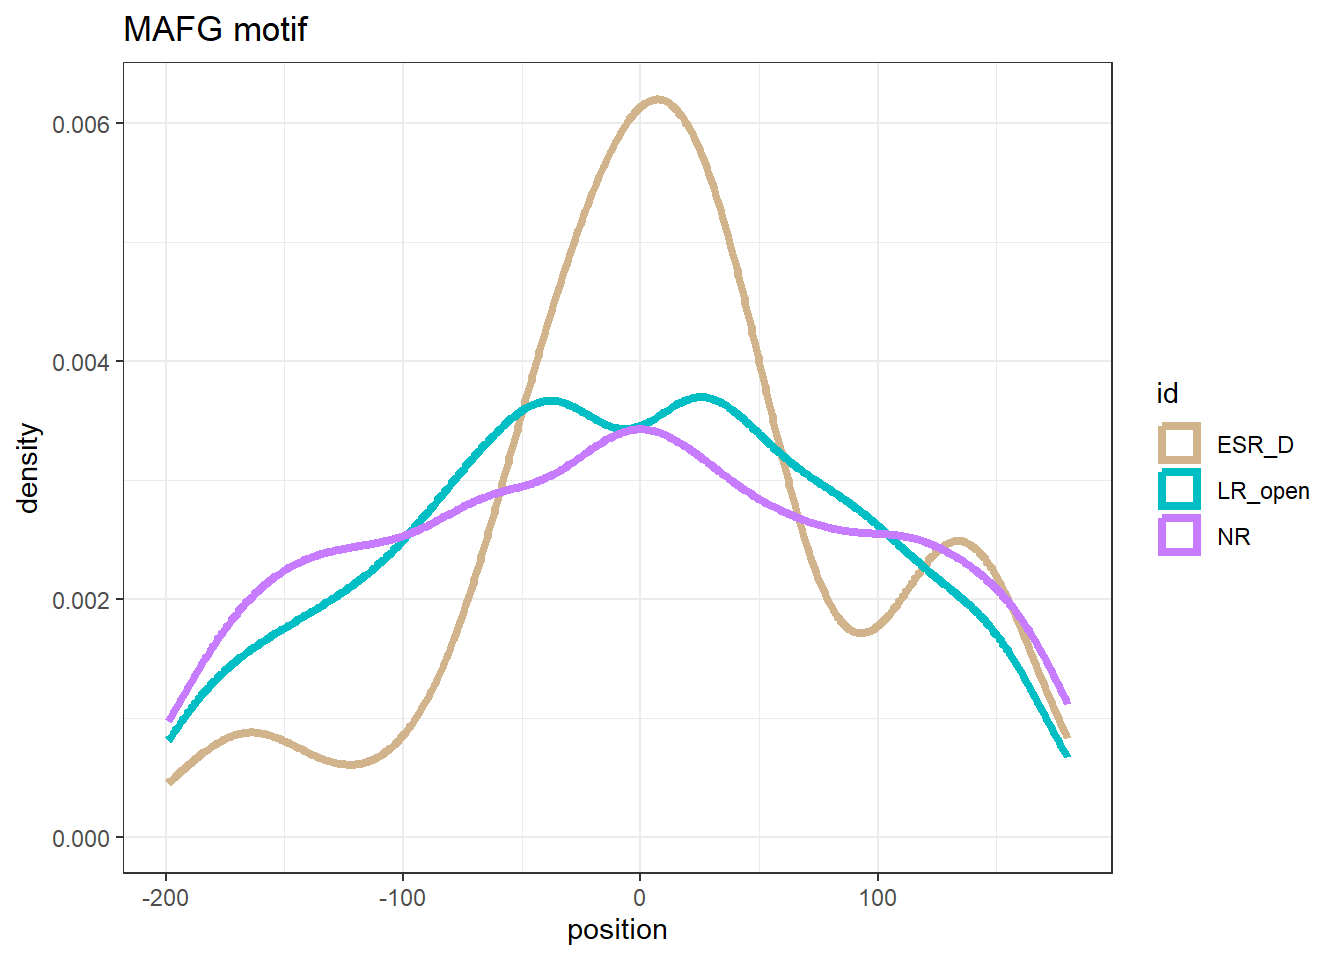 MAFG motif
density
0.006
0.004
0.002
0.000
-200
-100
0
100
position
id
ESR_D
LR_open
NR